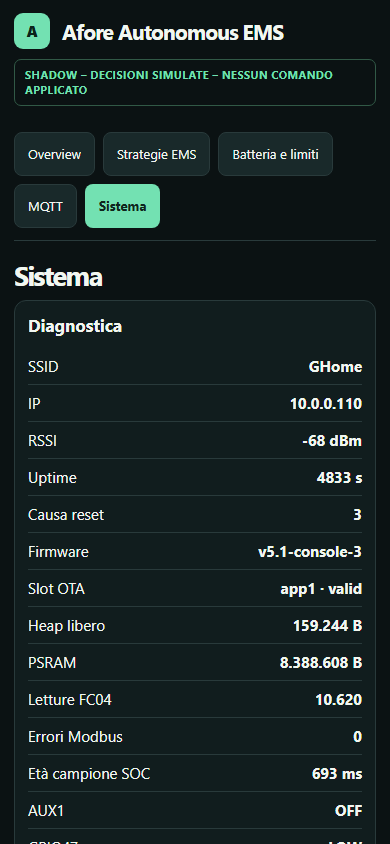 A
Afore Autonomous EMS
SHADOW – DECISIONI SIMULATE – NESSUN COMANDO
APPLICATO
Overview
Strategie EMS
Batteria e limiti
MQTT
Sistema
Sistema
Diagnostica
SSID GHome
IP 10.0.0.110
RSSI -68 dBm
Uptime 4833 s
Causa reset 3
Firmware v5.1-console-3
Slot OTA app1 · valid
Heap libero 159.244 B
PSRAM 8.388.608 B
Letture FC04 10.620
Errori Modbus 0
Età campione SOC 693 ms
AUX1 OFF